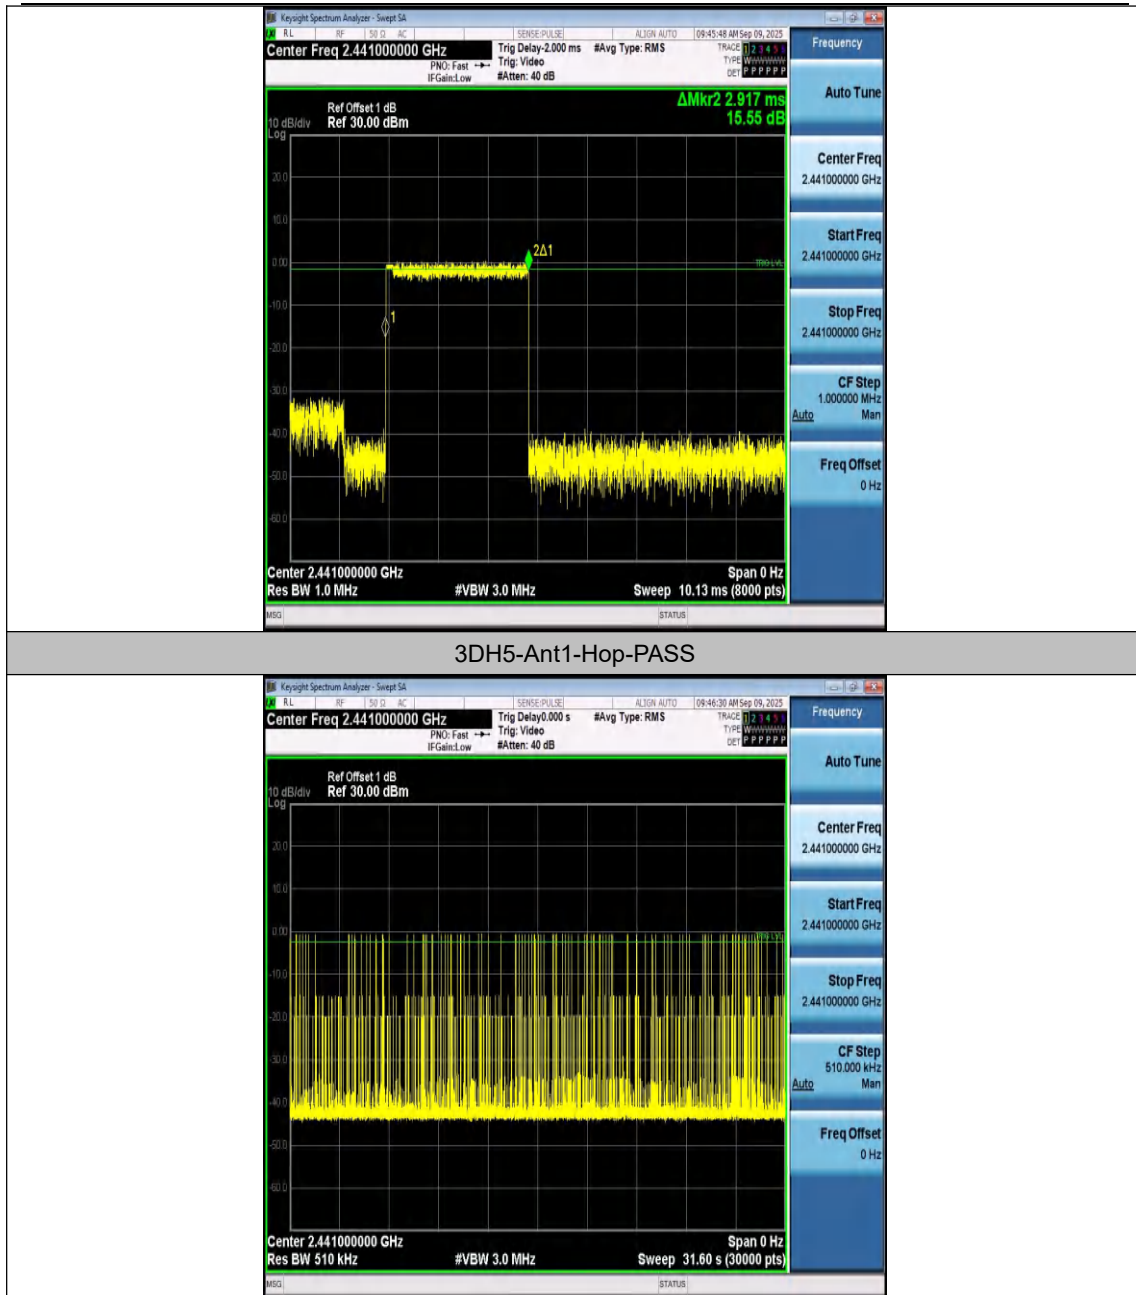 Keysight Spectrum Analyzer - Swept SA
RL RF 50 Ω AC SENSE:PULSE ALIGN AUTO 09:45:48 AM Sep 09, 2025
Center Freq 2.441000000 GHz Trig Delay-2.000 ms #Avg Type: RMS TRACE 1 2 3 4 5 6 Frequency
PNO: Fast Trig: Video TYPE
IFGain:Low #Atten: 40 dB DET P P P P P P
Auto Tune
ΔMkr2 2.917 ms
15.55 dB
Ref Offset 1 dB
10 dB/div Ref 30.00 dBm
Log
Center Freq
2.441000000 GHz
20.0
10.0
Start Freq
2.441000000 GHz
2Δ1
0.00 TRIG LVL
Stop Freq
2.441000000 GHz
-10.0
1
-20.0
CF Step
1.000000 MHz
Auto Man
-30.0
-40.0
Freq Offset
0 Hz
-50.0
-60.0
Center 2.441000000 GHz Span 0 Hz
Res BW 1.0 MHz #VBW 3.0 MHz Sweep 10.13 ms (8000 pts)
MSG STATUS
3DH5-Ant1-Hop-PASS
Keysight Spectrum Analyzer - Swept SA
RL RF 50 Ω AC SENSE:PULSE ALIGN AUTO 09:46:30 AM Sep 09, 2025
Center Freq 2.441000000 GHz Trig Delay0.000 s #Avg Type: RMS TRACE 1 2 3 4 5 6 Frequency
PNO: Fast Trig: Video TYPE
IFGain:Low #Atten: 40 dB DET P P P P P P
Auto Tune
Ref Offset 1 dB
10 dB/div Ref 30.00 dBm
Log
Center Freq
2.441000000 GHz
20.0
10.0
Start Freq
2.441000000 GHz
0.00 TRIG LVL
Stop Freq
2.441000000 GHz
-10.0
-20.0
CF Step
510.000 kHz
Auto Man
-30.0
-40.0
Freq Offset
0 Hz
-50.0
-60.0
Center 2.441000000 GHz Span 0 Hz
Res BW 510 kHz #VBW 3.0 MHz Sweep 31.60 s (30000 pts)
MSG STATUS